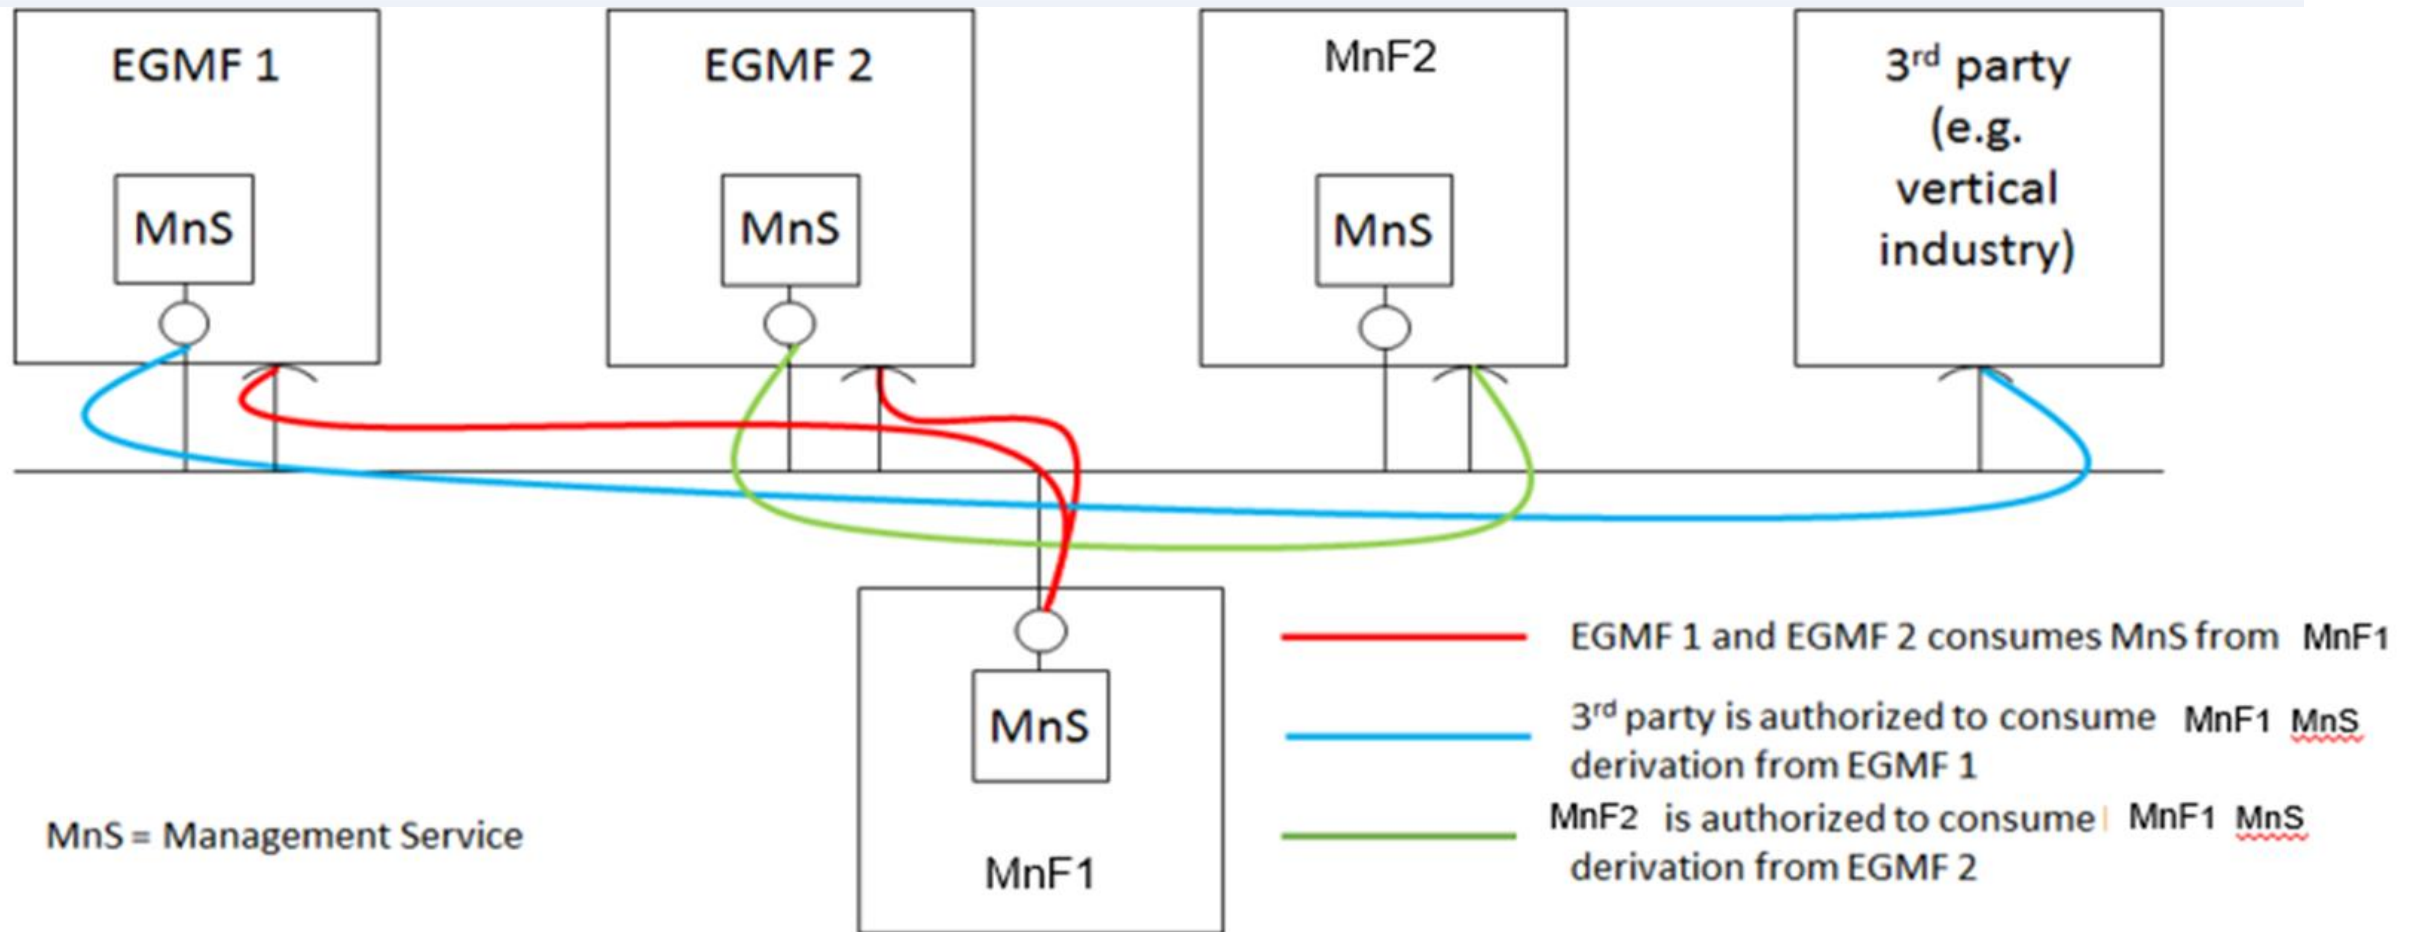 EGMF 1
MnS
EGMF 2
MnS
MnF2
MnS
3rd party
(e.g.
vertical
industry)
MnS
MnF1
MnS = Management Service
EGMF 1 and EGMF 2 consumes MnS from MnF1
3rd party is authorized to consume MnF1 MnS
derivation from EGMF 1
MnF2 is authorized to consume MnF1 MnS
derivation from EGMF 2